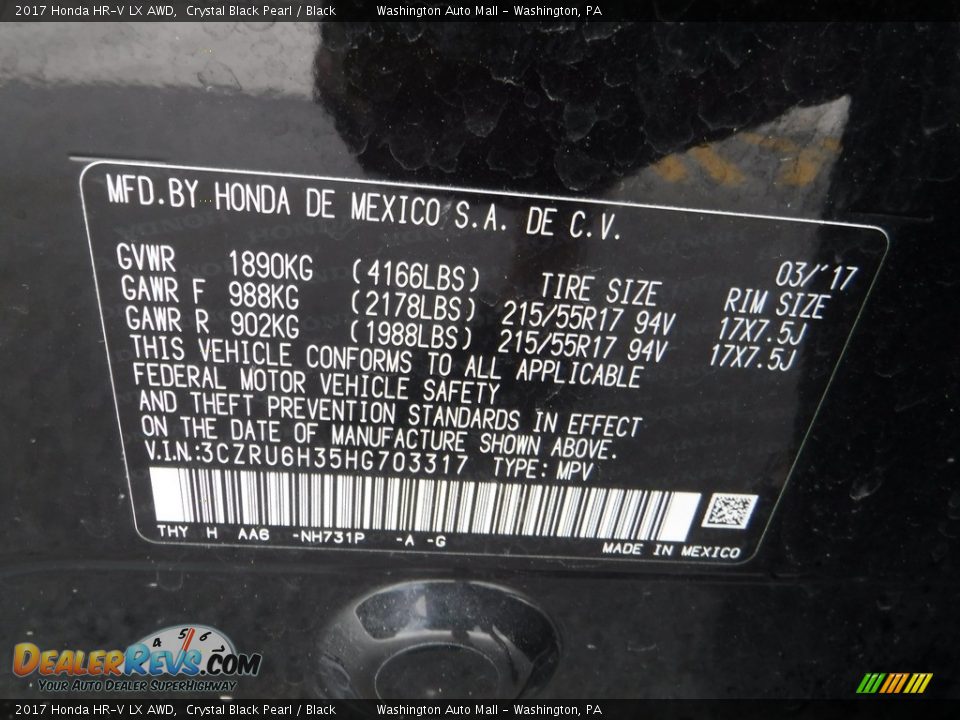 2017 Honda HR-V LX AWD, Crystal Black Pearl / Black Washington Auto Mall - Washington, PA
MFD.BY HONDA DE MEXICO S.A. DE C.V.
03/'17
GVWR 1890KG (4166LBS) TIRE SIZE RIM SIZE
GAWR F 988KG (2178LBS) 215/55R17 94V 17X7.5J
GAWR R 902KG (1988LBS) 215/55R17 94V 17X7.5J
THIS VEHICLE CONFORMS TO ALL APPLICABLE
FEDERAL MOTOR VEHICLE SAFETY
AND THEFT PREVENTION STANDARDS IN EFFECT
ON THE DATE OF MANUFACTURE SHOWN ABOVE.
V.I.N.:3CZRU6H35HG703317 TYPE: MPV
THY H AA6 -NH731P -A -G
MADE IN MEXICO
4 5 6
DEALERREVS.COM
YOUR AUTO DEALER SUPERHIGHWAY
2017 Honda HR-V LX AWD, Crystal Black Pearl / Black Washington Auto Mall - Washington, PA